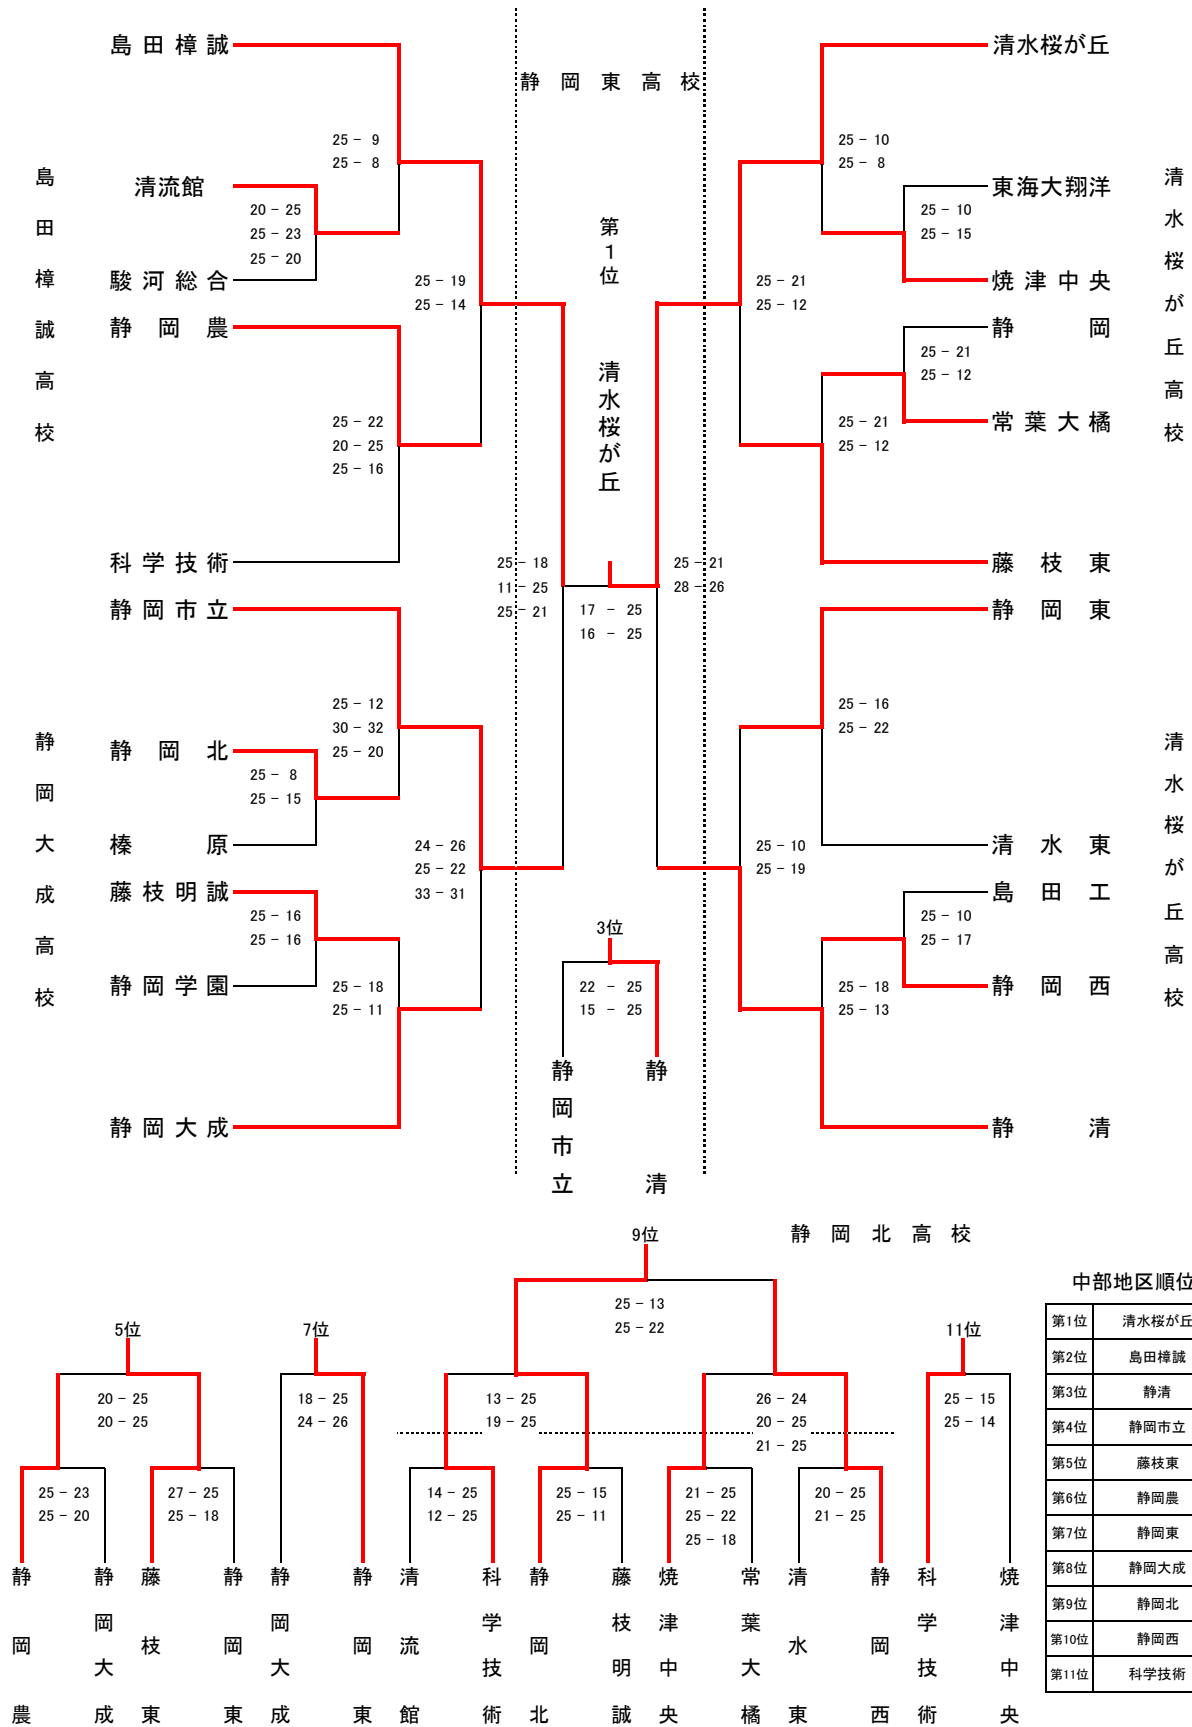 島田樟誠
清水桜が丘
静岡東高校
25 - 9
25 - 8
25 - 10
25 - 8
島田樟誠高校
清流館
東海大翔洋
清水桜が丘高校
20 - 25
25 - 23
25 - 20
25 - 10
25 - 15
第1位
駿河総合
焼津中央
25 - 19
25 - 14
25 - 21
25 - 12
静岡農
静岡
25 - 21
25 - 12
清水桜が丘
25 - 22
20 - 25
25 - 16
25 - 21
25 - 12
常葉大橘
科学技術
藤枝東
25 - 18
11 - 25
25 - 21
25 - 21
28 - 26
17 - 25
16 - 25
静岡市立
静岡東
25 - 12
30 - 32
25 - 20
25 - 16
25 - 22
静岡大成高校
静岡北
清水桜が丘高校
25 - 8
25 - 15
榛原
清水東
24 - 26
25 - 22
33 - 31
25 - 10
25 - 19
藤枝明誠
島田工
25 - 16
25 - 16
25 - 10
25 - 17
3位
静岡学園
静岡西
25 - 18
25 - 11
22 - 25
15 - 25
25 - 18
25 - 13
静岡市立
静清
静岡大成
静清
9位
静岡北高校
25 - 13
25 - 22
5位
7位
11位
20 - 25
20 - 25
18 - 25
24 - 26
13 - 25
19 - 25
26 - 24
20 - 25
21 - 25
25 - 15
25 - 14
25 - 23
25 - 20
27 - 25
25 - 18
14 - 25
12 - 25
25 - 15
25 - 11
21 - 25
25 - 22
25 - 18
20 - 25
21 - 25
静岡農
静岡大成
藤枝東
静岡東
静岡大成
静岡東
清流館
科学技術
静岡北
藤枝明誠
焼津中央
常葉大橘
清水東
静岡西
科学技術
焼津中央
中部地区順位
第1位 清水桜が丘
第2位 島田樟誠
第3位 静清
第4位 静岡市立
第5位 藤枝東
第6位 静岡農
第7位 静岡東
第8位 静岡大成
第9位 静岡北
第10位 静岡西
第11位 科学技術